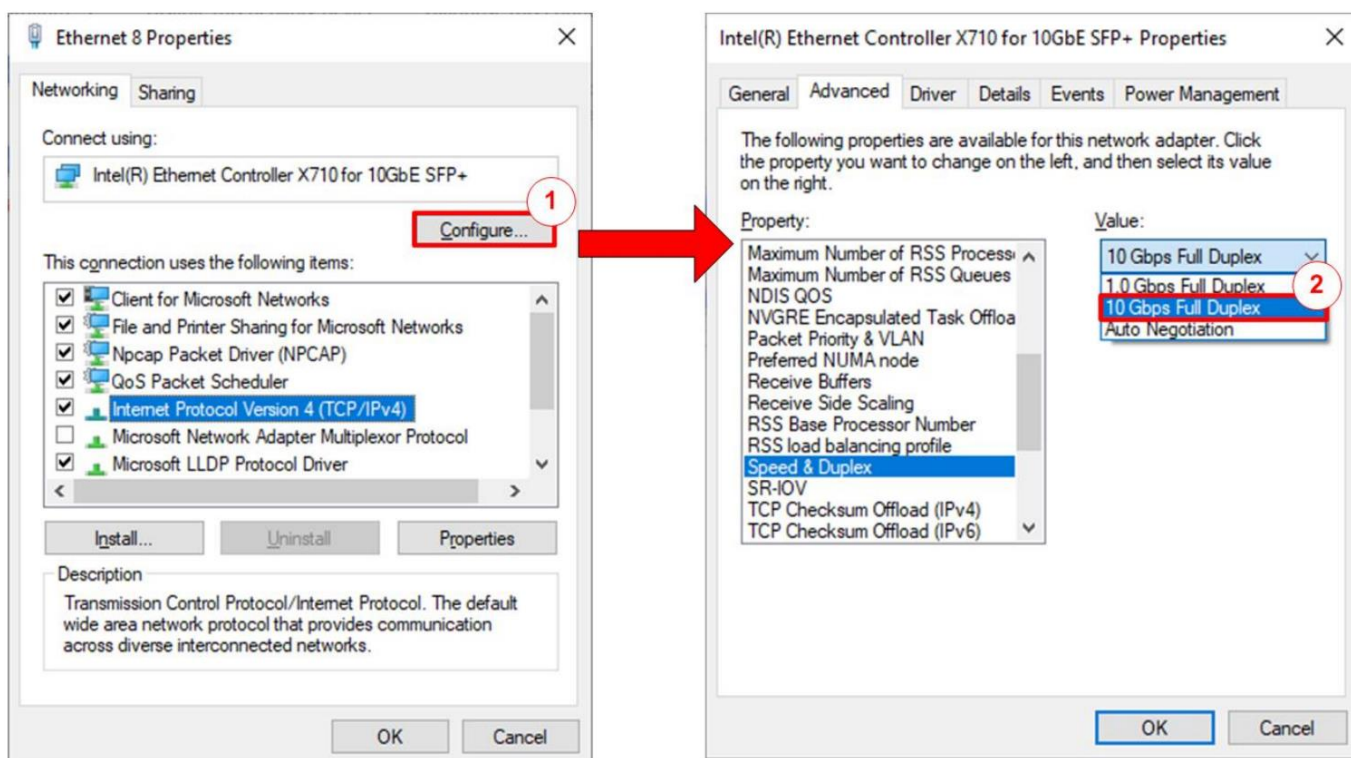 Ethernet 8 Properties
Networking
Sharing
Connect using:
Intel(R) Ethernet Controller X710 for 10GbE SFP+
1
Configure...
This connection uses the following items:
Client for Microsoft Networks
File and Printer Sharing for Microsoft Networks
Npcap Packet Driver (NPCAP)
QoS Packet Scheduler
Internet Protocol Version 4 (TCP/IPv4)
Microsoft Network Adapter Multiplexor Protocol
Microsoft LLDP Protocol Driver
Install...
Uninstall
Properties
Description
Transmission Control Protocol/Internet Protocol. The default
wide area network protocol that provides communication
across diverse interconnected networks.
OK
Cancel
Intel(R) Ethernet Controller X710 for 10GbE SFP+ Properties
General
Advanced
Driver
Details
Events
Power Management
The following properties are available for this network adapter. Click
the property you want to change on the left, and then select its value
on the right.
Property:
Maximum Number of RSS Process
Maximum Number of RSS Queues
NDIS QOS
NVGRE Encapsulated Task Offloa
Packet Priority & VLAN
Preferred NUMA node
Receive Buffers
Receive Side Scaling
RSS Base Processor Number
RSS load balancing profile
Speed & Duplex
SR-IOV
TCP Checksum Offload (IPv4)
TCP Checksum Offload (IPv6)
Value:
10 Gbps Full Duplex
1.0 Gbps Full Duplex
2
10 Gbps Full Duplex
Auto Negotiation
OK
Cancel